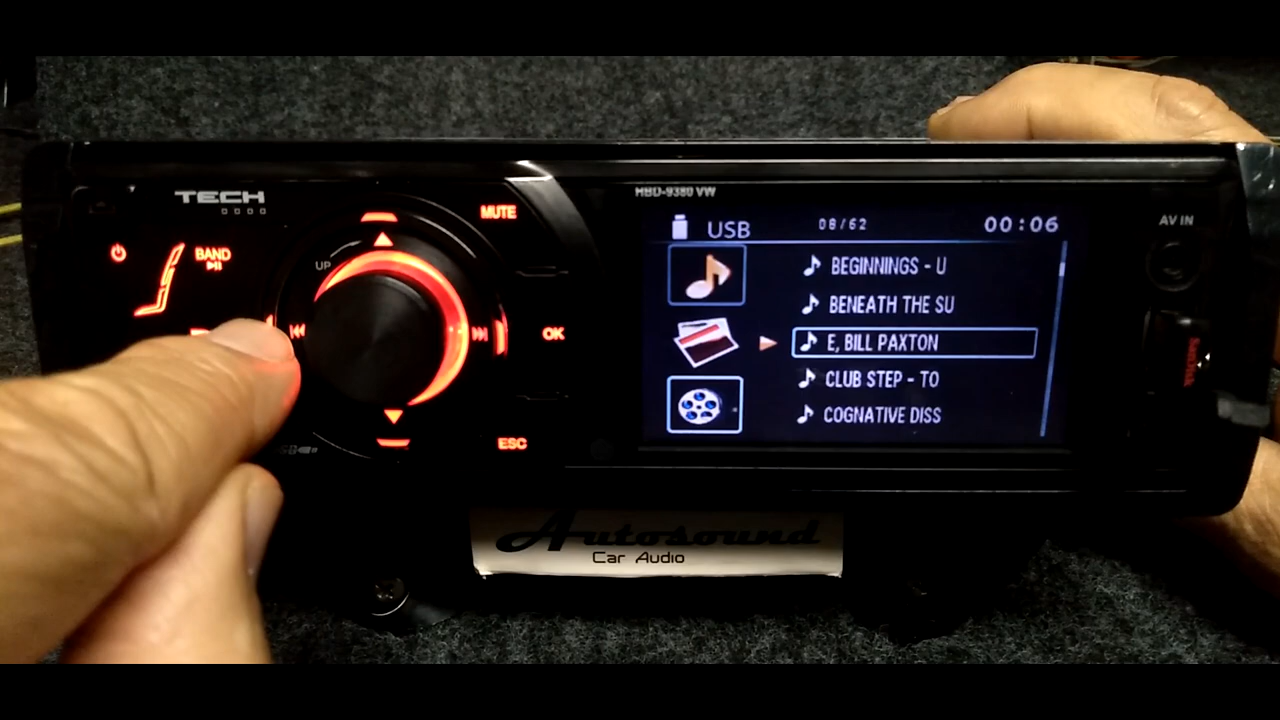 TECH
HBD-9380 VW
MUTE
BAND
UP
OK
ESC
USB 08/62 00:06
BEGINNINGS - U
BENEATH THE SU
E, BILL PAXTON
CLUB STEP - TO
COGNATIVE DISS
AV IN
SanDisk
Autosound
Car Audio